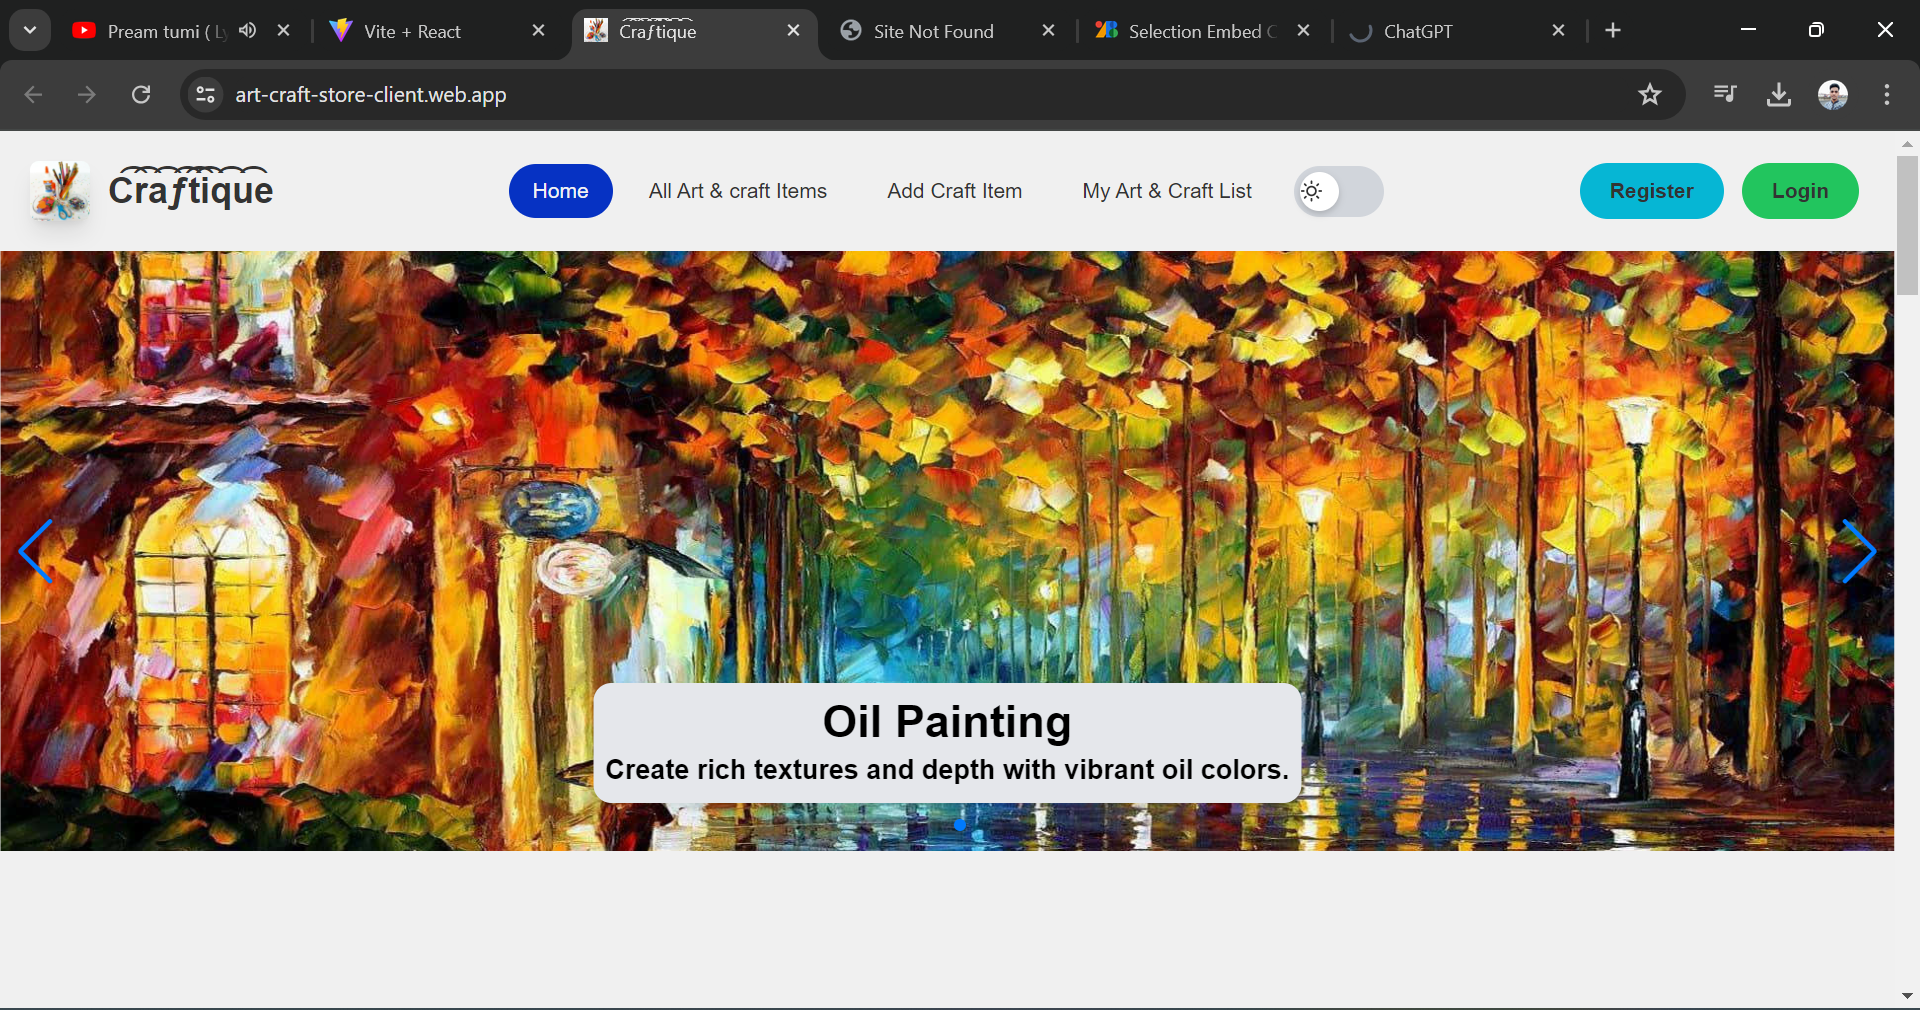 Pream tumi ( Ly
Vite + React
Craƒtique
Site Not Found
Selection Embed C
ChatGPT
art-craft-store-client.web.app
Craƒtique
Home
All Art & craft Items
Add Craft Item
My Art & Craft List
Register
Login
Oil Painting
Create rich textures and depth with vibrant oil colors.